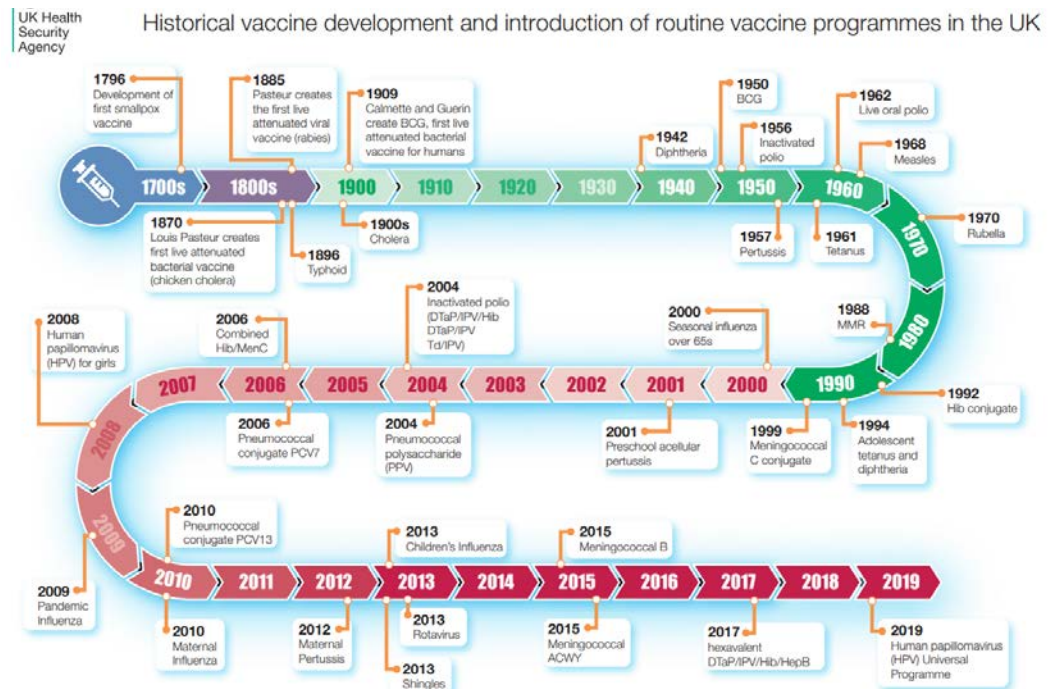 UK Health
Security
Agency
Historical vaccine development and introduction of routine vaccine programmes in the UK
1796
Development of
first smallpox
vaccine
1885
Pasteur creates
the first live
attenuated viral
vaccine (rabies)
1909
Calmette and Guerin
create BCG, first live
attenuated bacterial
vaccine for humans
1942
Diphtheria
1950
BCG
1956
Inactivated
polio
1962
Live oral polio
1968
Measles
1700s
1800s
1900
1910
1920
1930
1940
1950
1960
1970
1980
1990
1870
Louis Pasteur creates
first live attenuated
bacterial vaccine
(chicken cholera)
1896
Typhoid
1900s
Cholera
1957
Pertussis
1961
Tetanus
1970
Rubella
1988
MMR
1992
Hib conjugate
1994
Adolescent
tetanus and
diphtheria
1999
Meningococcal
C conjugate
2000
Seasonal influenza
over 65s
2004
Inactivated polio
(DTaP/IPV/Hib
DTaP/IPV
Td/IPV)
2006
Combined
Hib/MenC
2008
Human
papillomavirus
(HPV) for girls
2000
2001
2002
2003
2004
2005
2006
2007
2008
2009
2001
Preschool acellular
pertussis
2004
Pneumococcal
polysaccharide
(PPV)
2006
Pneumococcal
conjugate PCV7
2009
Pandemic
Influenza
2010
Pneumococcal
conjugate PCV13
2013
Children's Influenza
2015
Meningococcal B
2010
2011
2012
2013
2014
2015
2016
2017
2018
2019
2010
Maternal
Influenza
2012
Maternal
Pertussis
2013
Rotavirus
2013
Shingles
2015
Meningococcal
ACWY
2017
hexavalent
DTaP/IPV/Hib/HepB
2019
Human papillomavirus
(HPV) Universal
Programme